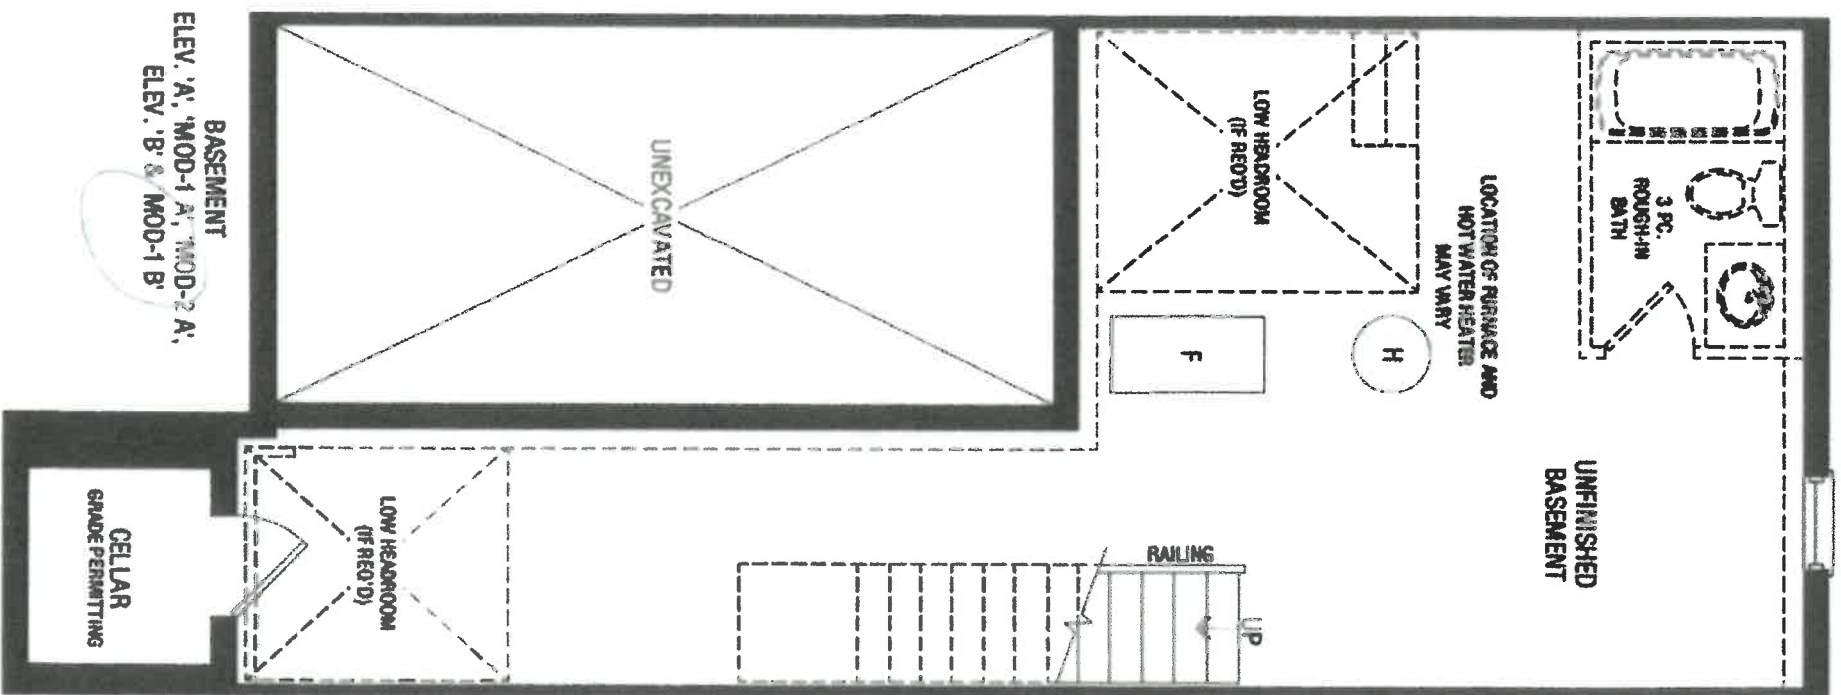 3 PC.
ROUGH-IN
BATH
UNFINISHED
BASEMENT
LOCATION OF FURNACE AND
HOT WATER HEATER
MAY VARY
H
F
LOW HEADROOM
(IF REQ'D)
UP
RAILING
UNEXCAVATED
LOW HEADROOM
(IF REQ'D)
CELLAR
GRADE PERMITTING
BASEMENT
ELEV. 'A', 'MOD-1 A', 'MOD-2 A',
ELEV. 'B' & MOD-1 B'